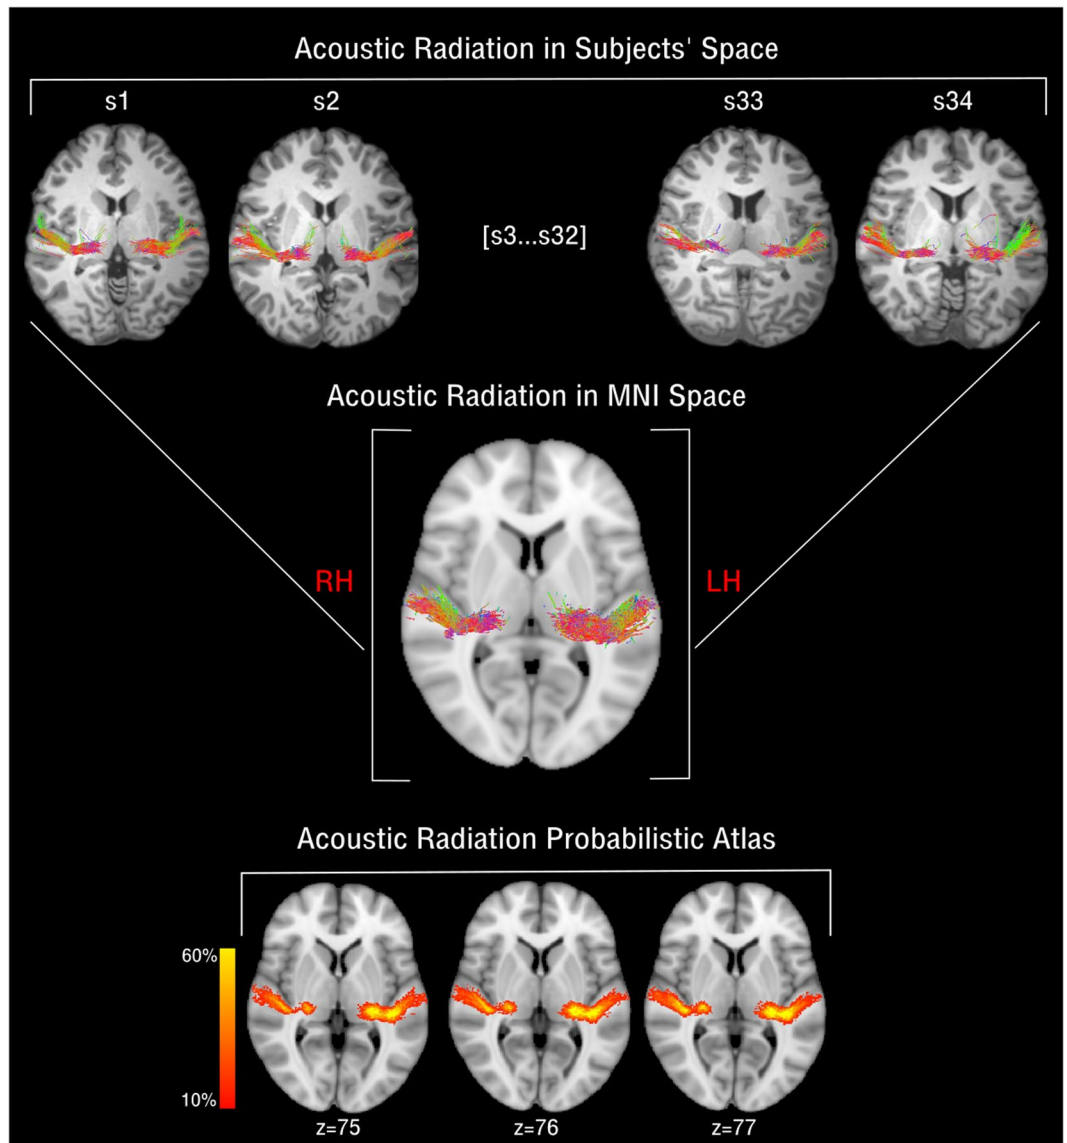 Acoustic Radiation in Subjects' Space
s1 s2 s33 s34
[s3...s32]
Acoustic Radiation in MNI Space
RH LH
Acoustic Radiation Probabilistic Atlas
60%
10%
z=75 z=76 z=77